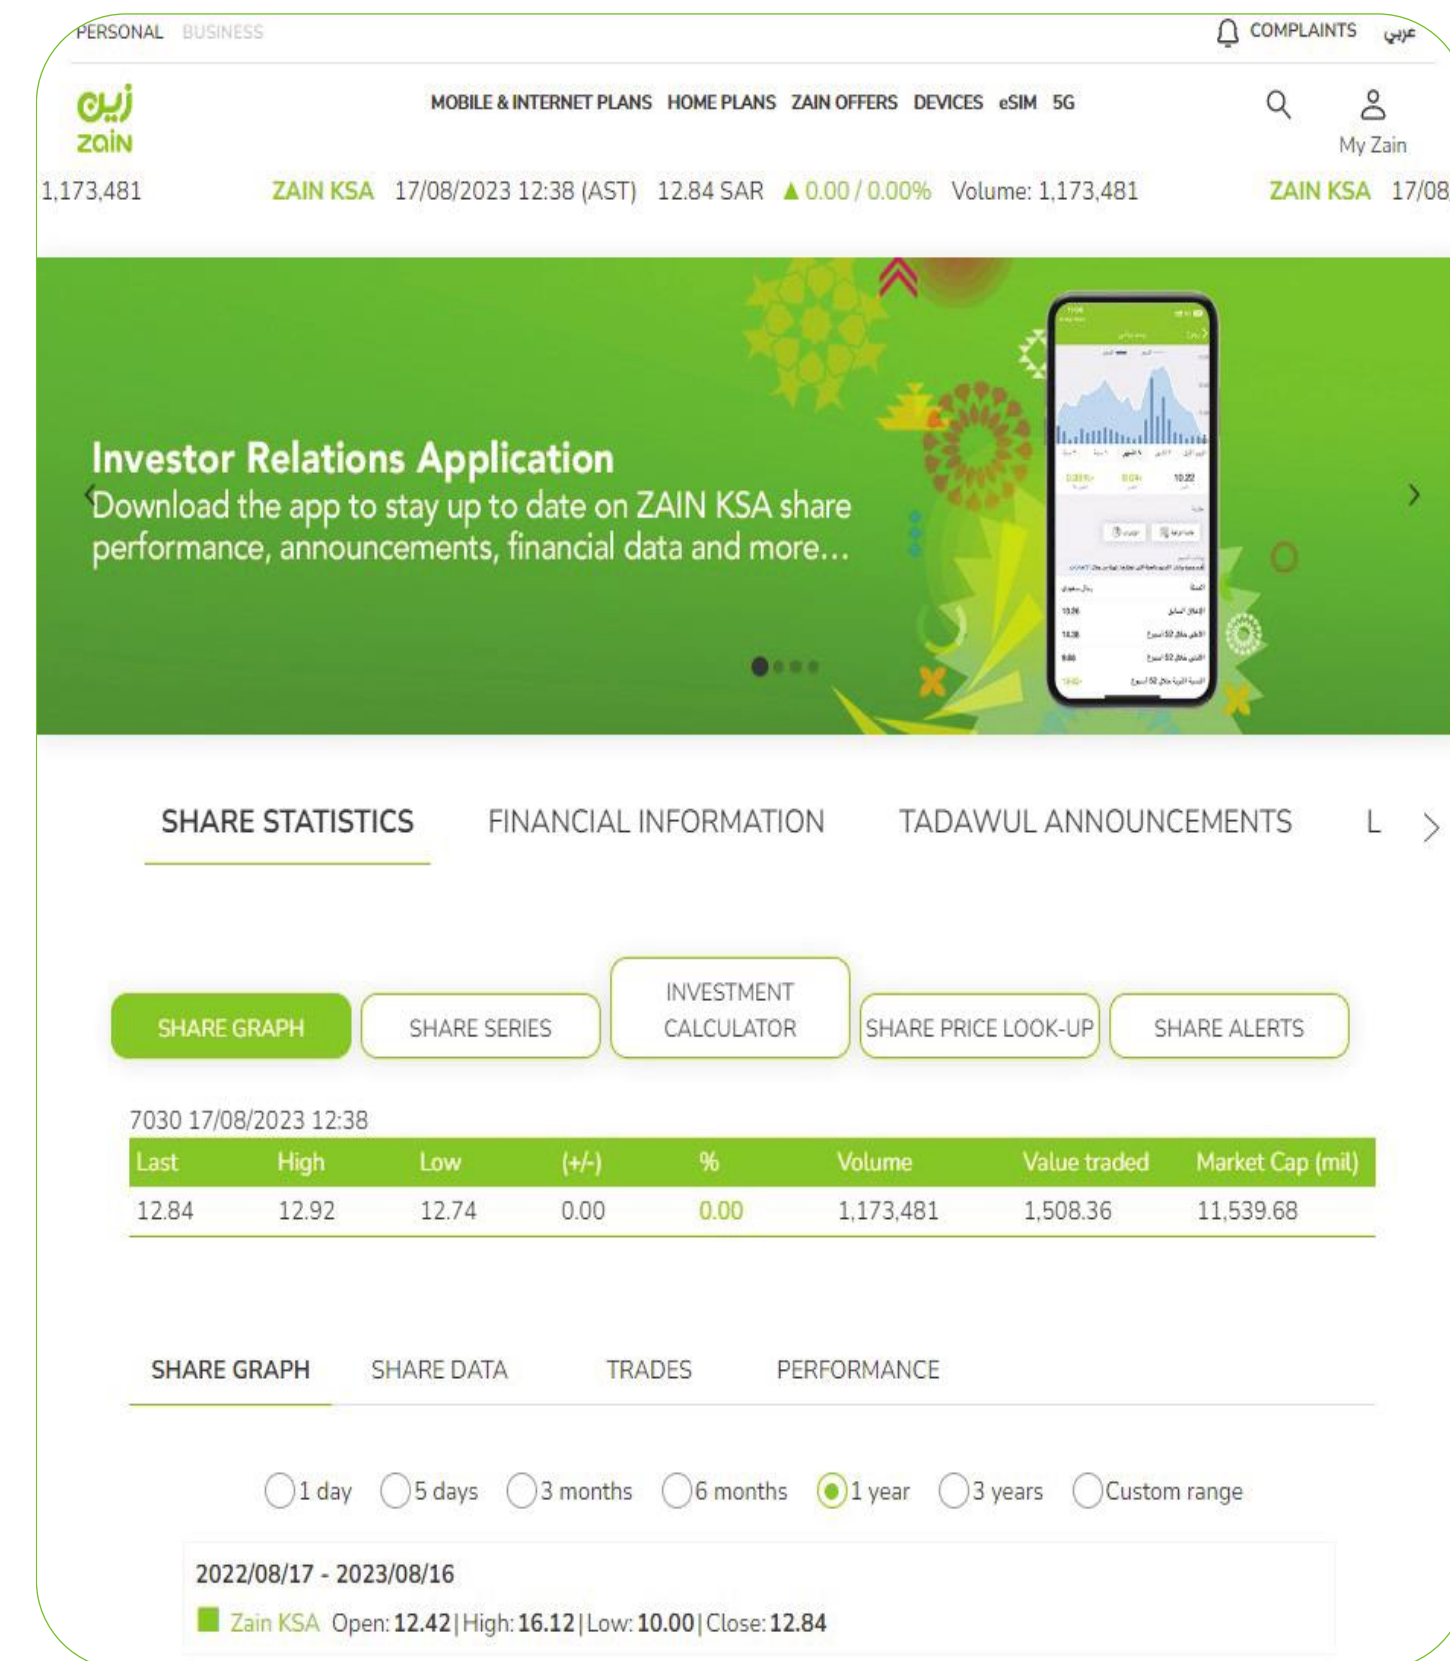 PERSONAL BUSINESS COMPLAINTS عربي
زين
zain
MOBILE & INTERNET PLANS HOME PLANS ZAIN OFFERS DEVICES eSIM 5G
My Zain
1,173,481 ZAIN KSA 17/08/2023 12:38 (AST) 12.84 SAR ▲ 0.00 / 0.00% Volume: 1,173,481 ZAIN KSA 17/08
Investor Relations Application
Download the app to stay up to date on ZAIN KSA share
performance, announcements, financial data and more...
10.22
SHARE STATISTICS FINANCIAL INFORMATION TADAWUL ANNOUNCEMENTS L
SHARE GRAPH SHARE SERIES INVESTMENT CALCULATOR SHARE PRICE LOOK-UP SHARE ALERTS
7030 17/08/2023 12:38
Last High Low (+/-) % Volume Value traded Market Cap (mil)
12.84 12.92 12.74 0.00 0.00 1,173,481 1,508.36 11,539.68
SHARE GRAPH SHARE DATA TRADES PERFORMANCE
1 day 5 days 3 months 6 months 1 year 3 years Custom range
2022/08/17 - 2023/08/16
Zain KSA Open: 12.42 | High: 16.12 | Low: 10.00 | Close: 12.84